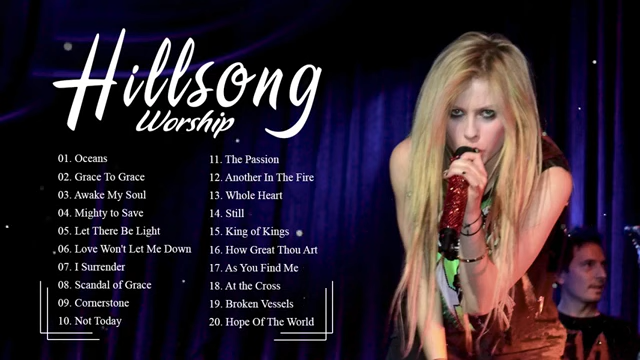 Hillsong
Worship
01. Oceans
02. Grace To Grace
03. Awake My Soul
04. Mighty to Save
05. Let There Be Light
06. Love Won't Let Me Down
07. I Surrender
08. Scandal of Grace
09. Cornerstone
10. Not Today
11. The Passion
12. Another In The Fire
13. Whole Heart
14. Still
15. King of Kings
16. How Great Thou Art
17. As You Find Me
18. At the Cross
19. Broken Vessels
20. Hope Of The World